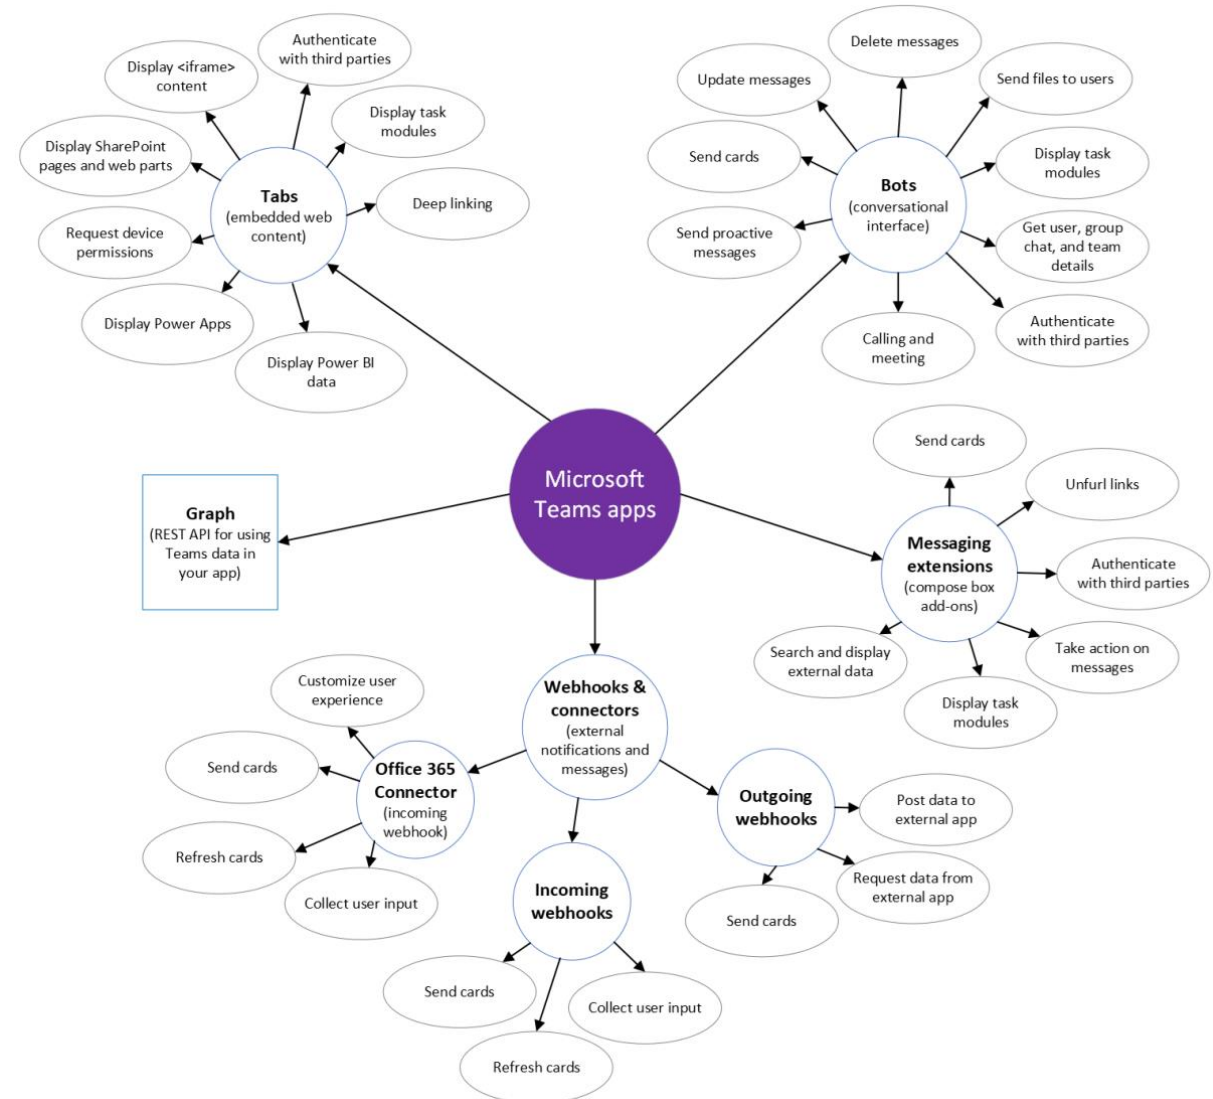 Authenticate
with third parties
Display <iframe>
content
Display task
modules
Display SharePoint
pages and web parts
Tabs
(embedded web
content)
Deep linking
Request device
permissions
Display Power Apps
Display Power BI
data
Delete messages
Update messages
Send files to users
Send cards
Display task
modules
Bots
(conversational
interface)
Send proactive
messages
Get user, group
chat, and team
details
Calling and
meeting
Authenticate
with third parties
Microsoft
Teams apps
Graph
(REST API for using
Teams data in
your app)
Send cards
Unfurl links
Messaging
extensions
(compose box
add-ons)
Authenticate
with third parties
Search and display
external data
Take action on
messages
Display task
modules
Webhooks &
connectors
(external
notifications and
messages)
Customize user
experience
Send cards
Office 365
Connector
(incoming
webhook)
Refresh cards
Collect user input
Outgoing
webhooks
Post data to
external app
Request data from
external app
Send cards
Incoming
webhooks
Send cards
Collect user input
Refresh cards